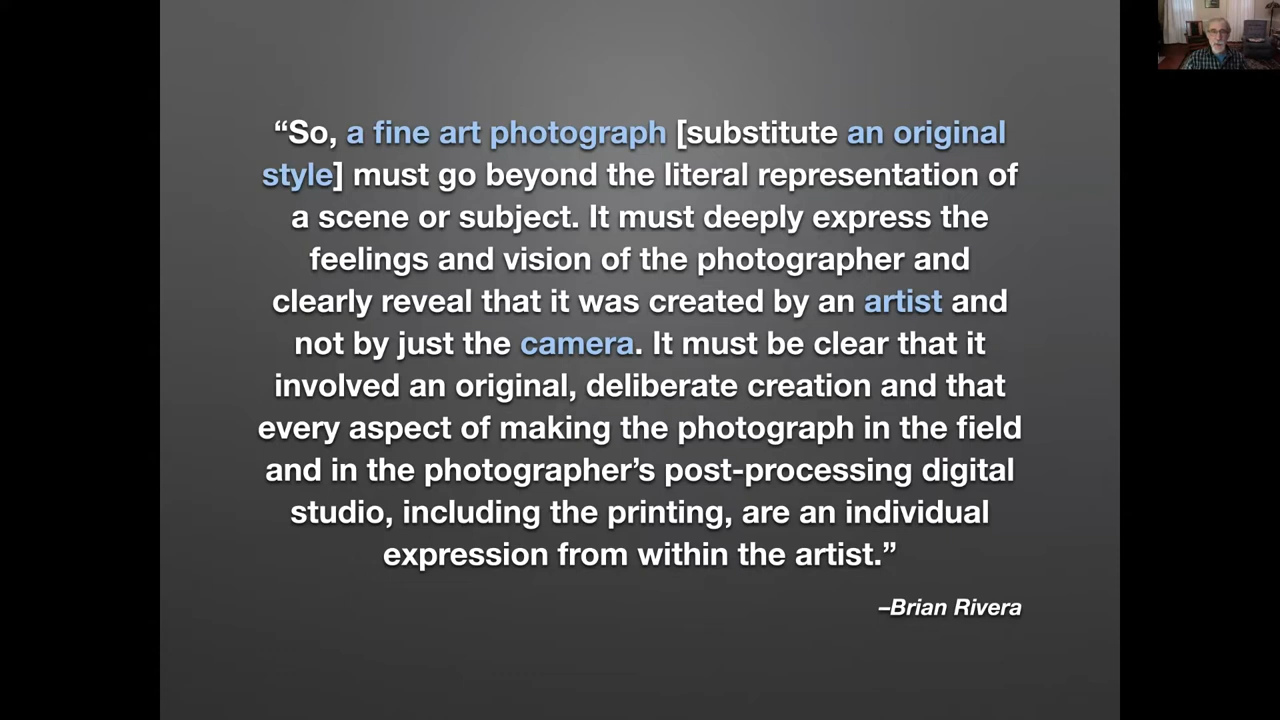 “So, a fine art photograph [substitute an original
style] must go beyond the literal representation of
a scene or subject. It must deeply express the
feelings and vision of the photographer and
clearly reveal that it was created by an artist and
not by just the camera. It must be clear that it
involved an original, deliberate creation and that
every aspect of making the photograph in the field
and in the photographer’s post-processing digital
studio, including the printing, are an individual
expression from within the artist.”
–Brian Rivera